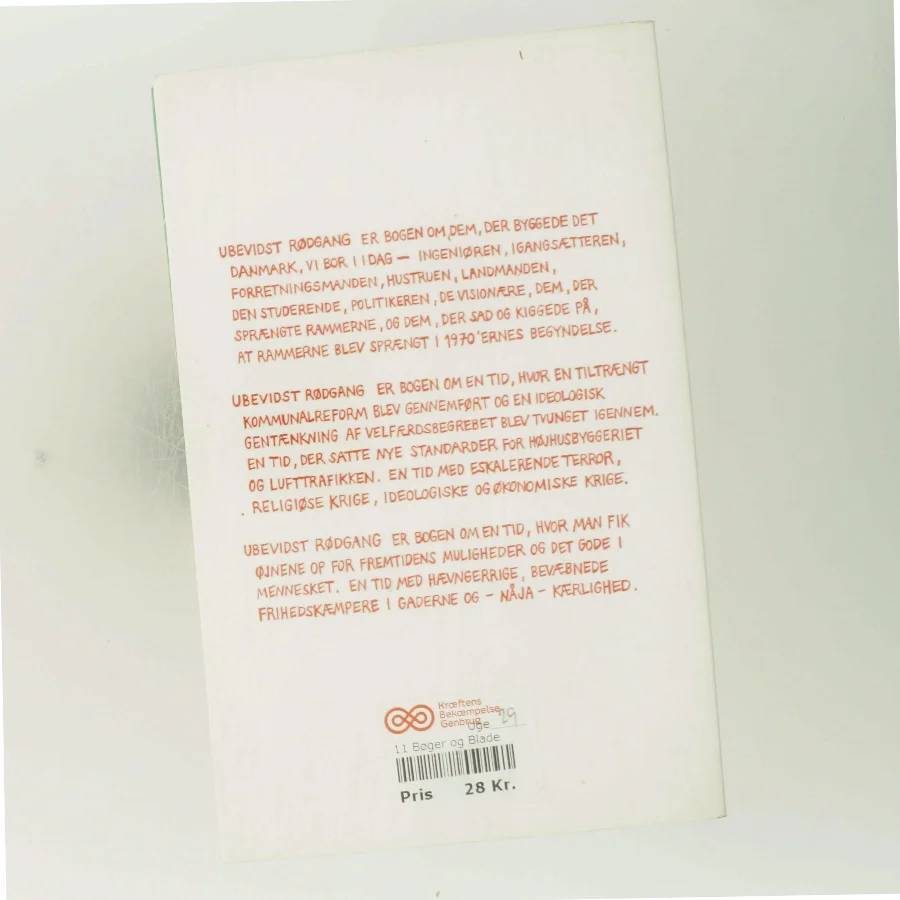 UBEVIDST RØDGANG ER BOGEN OM DEM, DER BYGGEDE DET
DANMARK, VI BOR I IDAG — INGENIØREN, IGANGSÆTTEREN,
FORRETNINGSMANDEN, HUSTRUEN, LANDMANDEN,
DEN STUDERENDE, POLITIKEREN, DE VISIONÆRE, DEM, DER
SPRÆNGTE RAMMERNE, OG DEM, DER SAD OG KIGGEDE PÅ,
AT RAMMERNE BLEV SPRÆNGT I 1970'ERNES BEGYNDELSE.
UBEVIDST RØDGANG ER BOGEN OM EN TID, HVOR EN TILTRÆNGT
KOMMUNALREFORM BLEV GENNEMFØRT OG EN IDEOLOGISK
GENTÆNKNING AF VELFÆRDSBEGREBET BLEV TVUNGET IGENNEM.
EN TID, DER SATTE NYE STANDARDER FOR HØJHUSBYGGERIET
OG LUFTTRAFIKKEN. EN TID MED ESKALERENDE TERROR,
RELIGIØSE KRIGE, IDEOLOGISKE OG ØKONOMISKE KRIGE.
UBEVIDST RØDGANG ER BOGEN OM EN TID, HVOR MAN FIK
ØJNENE OP FOR FREMTIDENS MULIGHEDER OG DET GODE I
MENNESKET. EN TID MED HÆVNGERRIGE, BEVÆBNEDE
FRIHEDSKÆMPERE I GADERNE OG - NÅJA - KÆRLIGHED.
Kræftens
Bekæmpelse
Genbrug
Uge 29
11 Bøger og Blade
Pris 28 Kr.